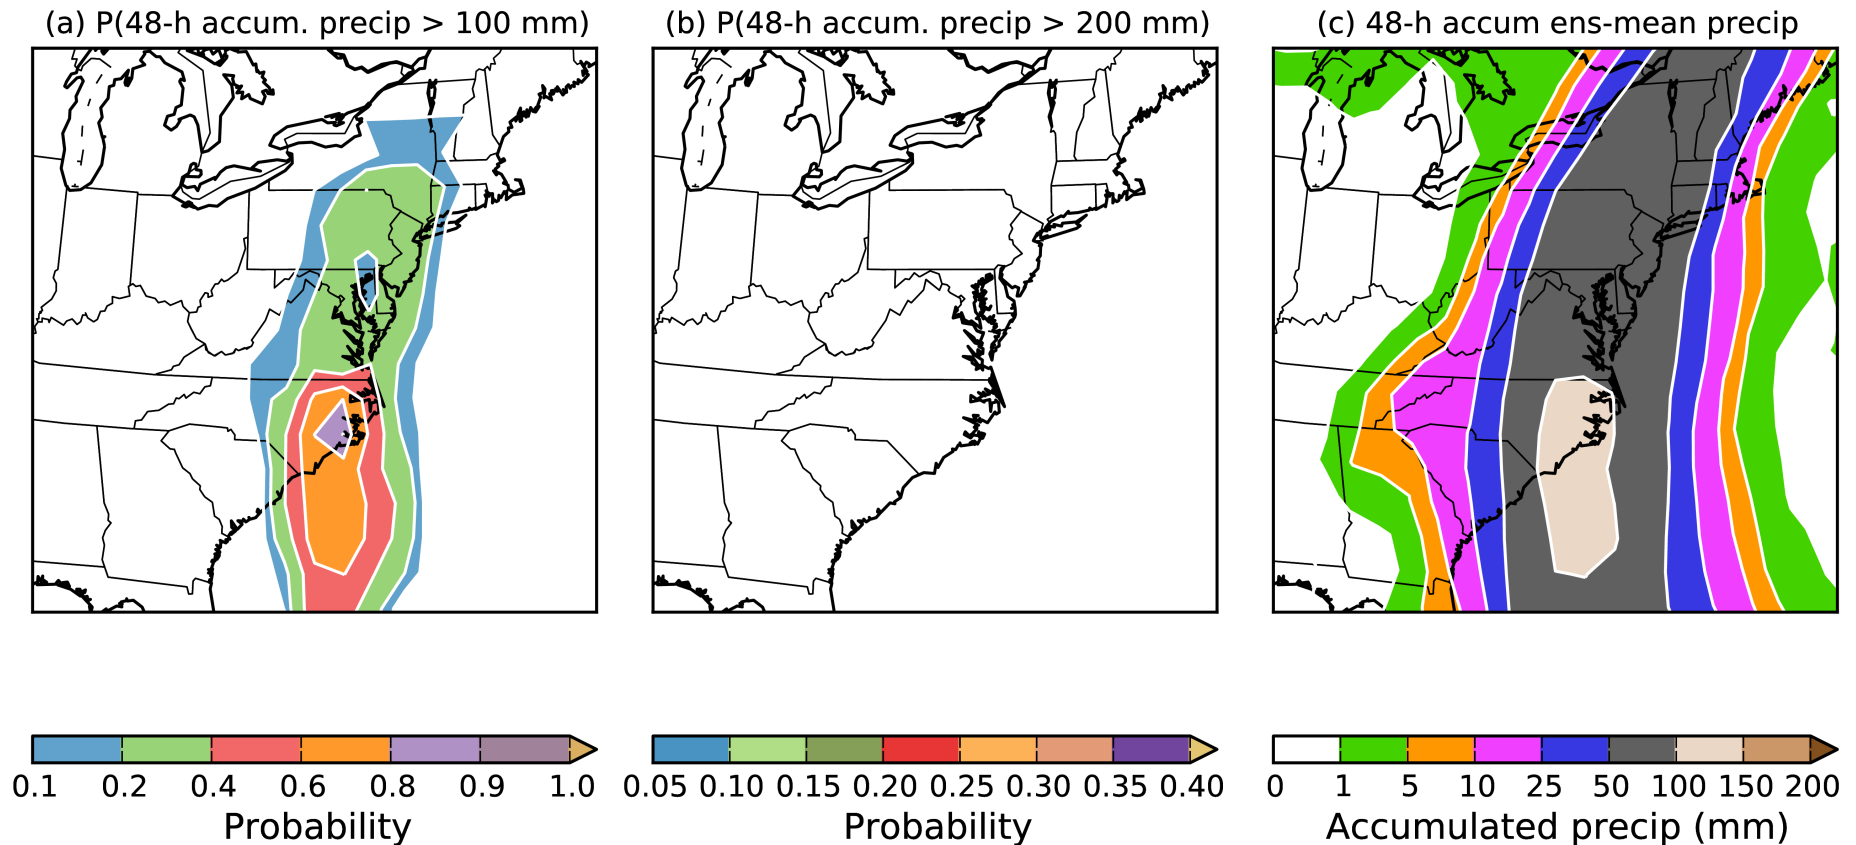 (a) P(48-h accum. precip > 100 mm)
(b) P(48-h accum. precip > 200 mm)
(c) 48-h accum ens-mean precip
0.1 0.2 0.4 0.6 0.8 0.9 1.0
Probability
0.05 0.10 0.15 0.20 0.25 0.30 0.35 0.40
Probability
0 1 5 10 25 50 100 150 200
Accumulated precip (mm)